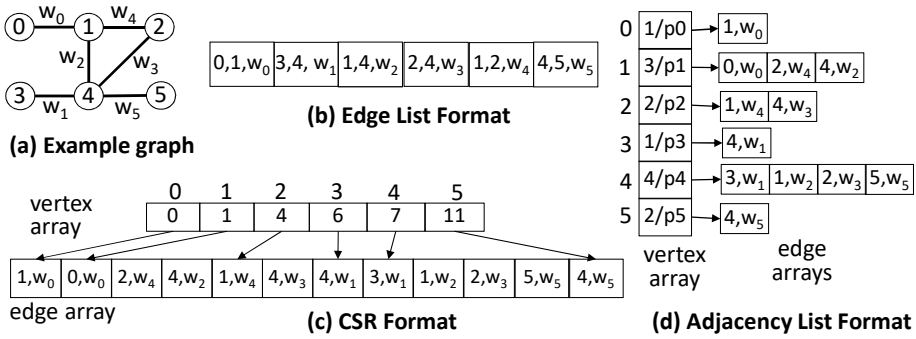 w₀ w₄
0 1 2
w₂ w₃
3 4 5
w₁ w₅
(a) Example graph
0,1,w₀ 3,4, w₁ 1,4,w₂ 2,4,w₃ 1,2,w₄ 4,5,w₅
(b) Edge List Format
0 1 2 3 4 5
vertex array
0 1 4 6 7 11
1,w₀ 0,w₀ 2,w₄ 4,w₂ 1,w₄ 4,w₃ 4,w₁ 3,w₁ 1,w₂ 2,w₃ 5,w₅ 4,w₅
edge array
(c) CSR Format
0 1/p0 1,w₀
1 3/p1 0,w₀ 2,w₄ 4,w₂
2 2/p2 1,w₄ 4,w₃
3 1/p3 4,w₁
4 4/p4 3,w₁ 1,w₂ 2,w₃ 5,w₅
5 2/p5 4,w₅
vertex array
edge arrays
(d) Adjacency List Format